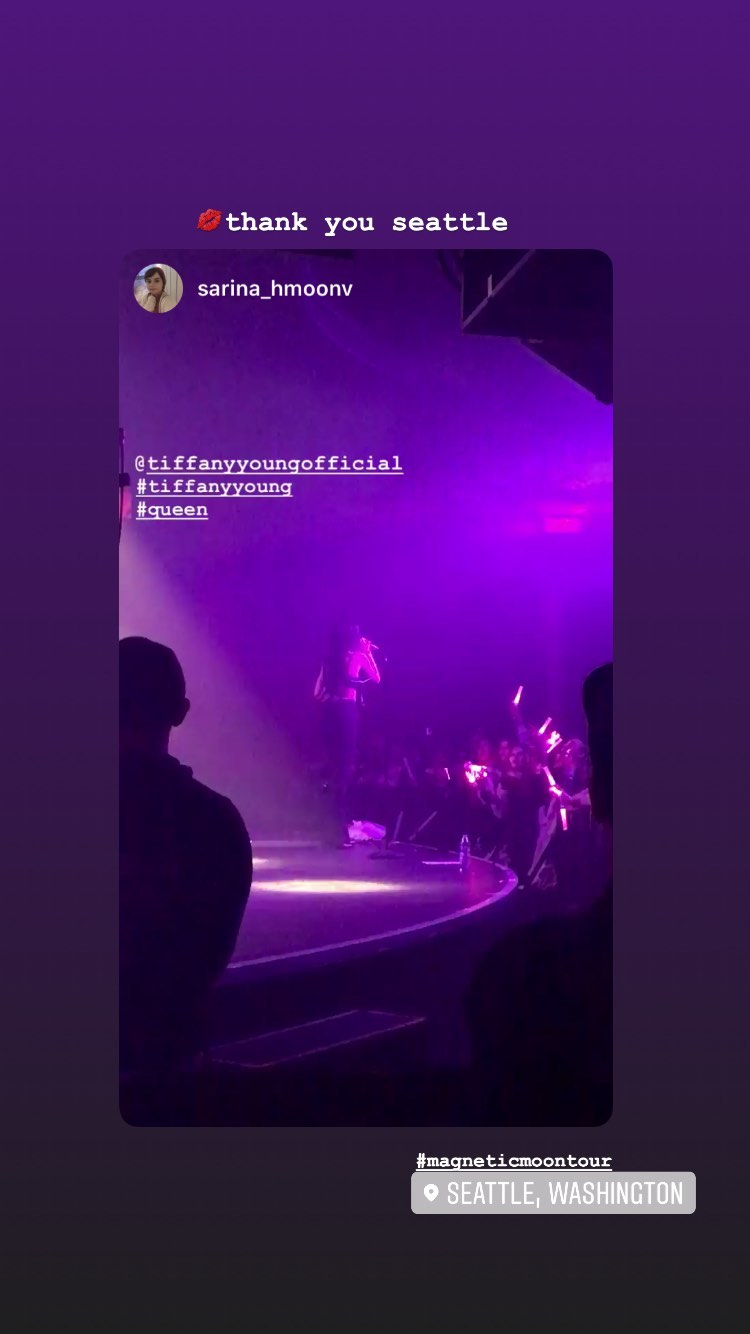 💋thank you seattle
sarina_hmoonv
@tiffanyyoungofficial
#tiffanyyoung
#queen
#magneticmoontour
SEATTLE, WASHINGTON